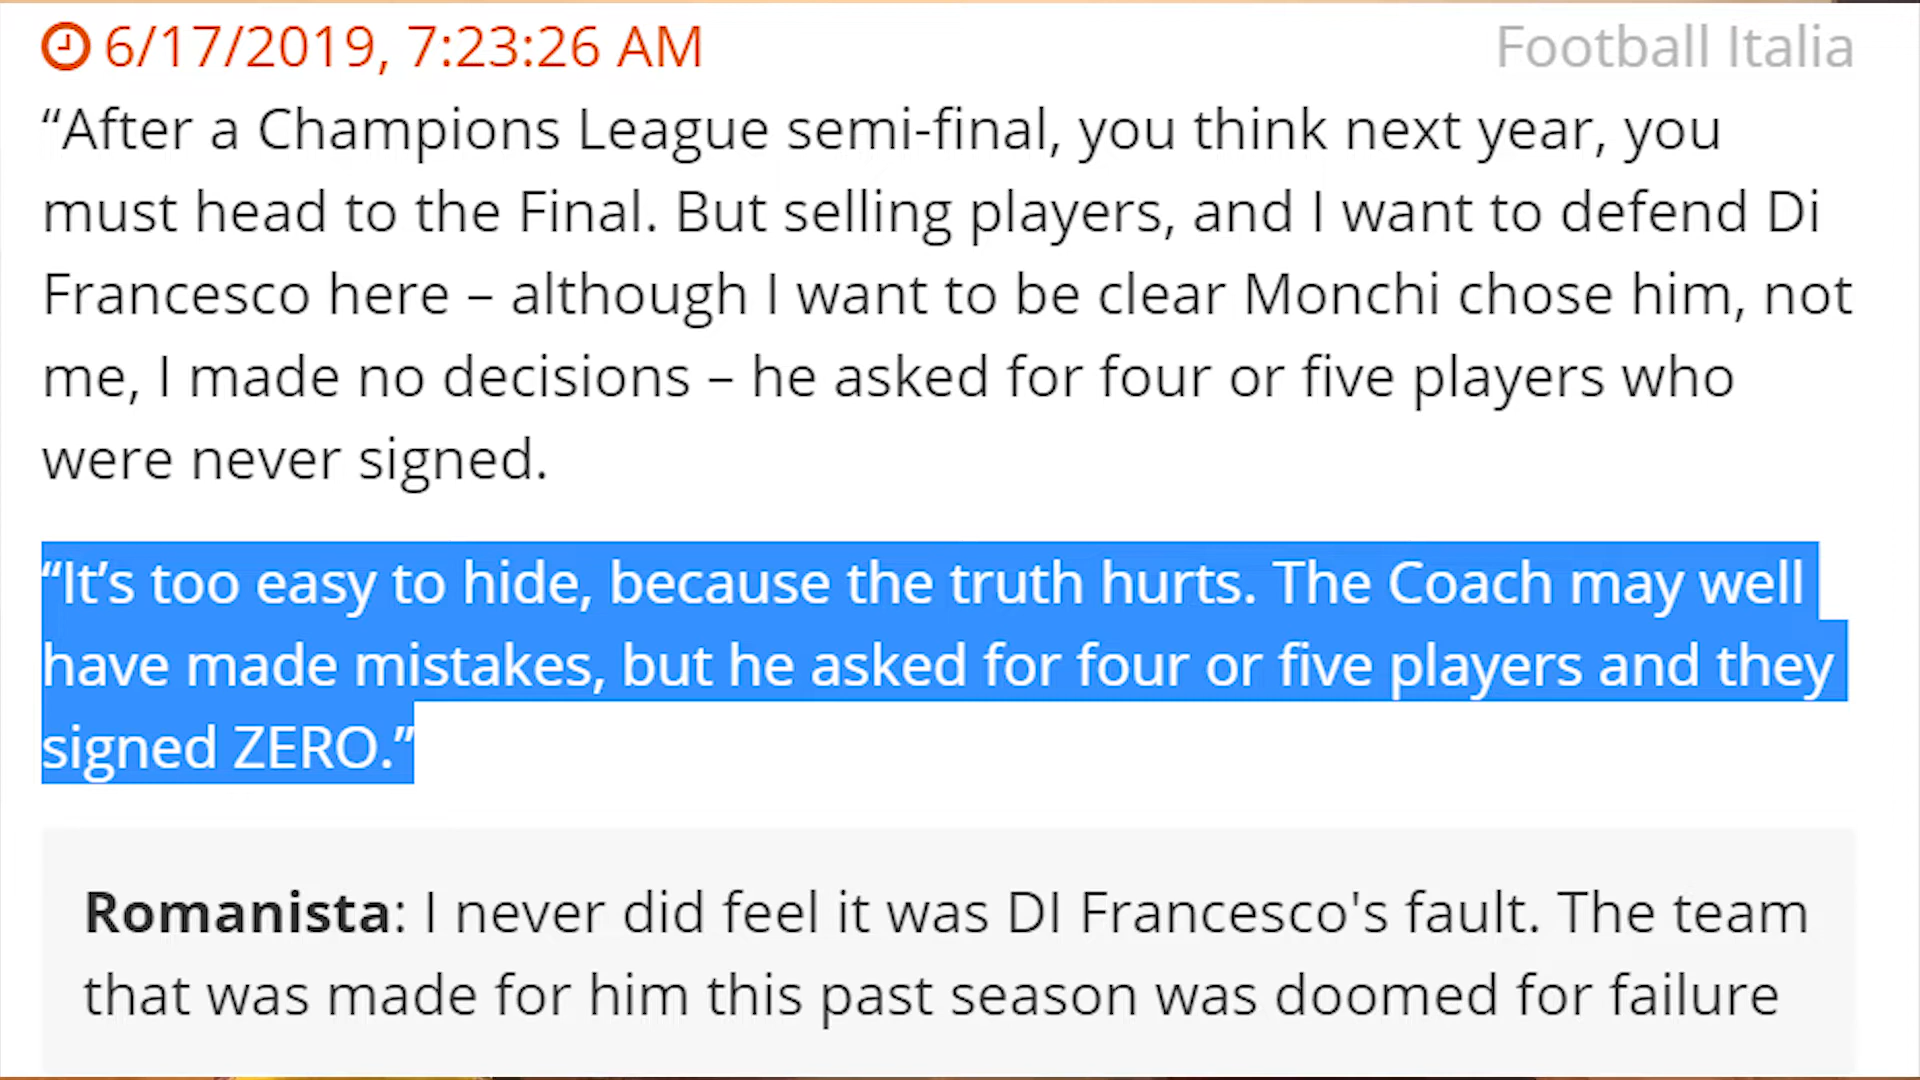 6/17/2019, 7:23:26 AM Football Italia
“After a Champions League semi-final, you think next year, you
must head to the Final. But selling players, and I want to defend Di
Francesco here – although I want to be clear Monchi chose him, not
me, I made no decisions – he asked for four or five players who
were never signed.
“It’s too easy to hide, because the truth hurts. The Coach may well
have made mistakes, but he asked for four or five players and they
signed ZERO.”
Romanista: I never did feel it was DI Francesco's fault. The team
that was made for him this past season was doomed for failure